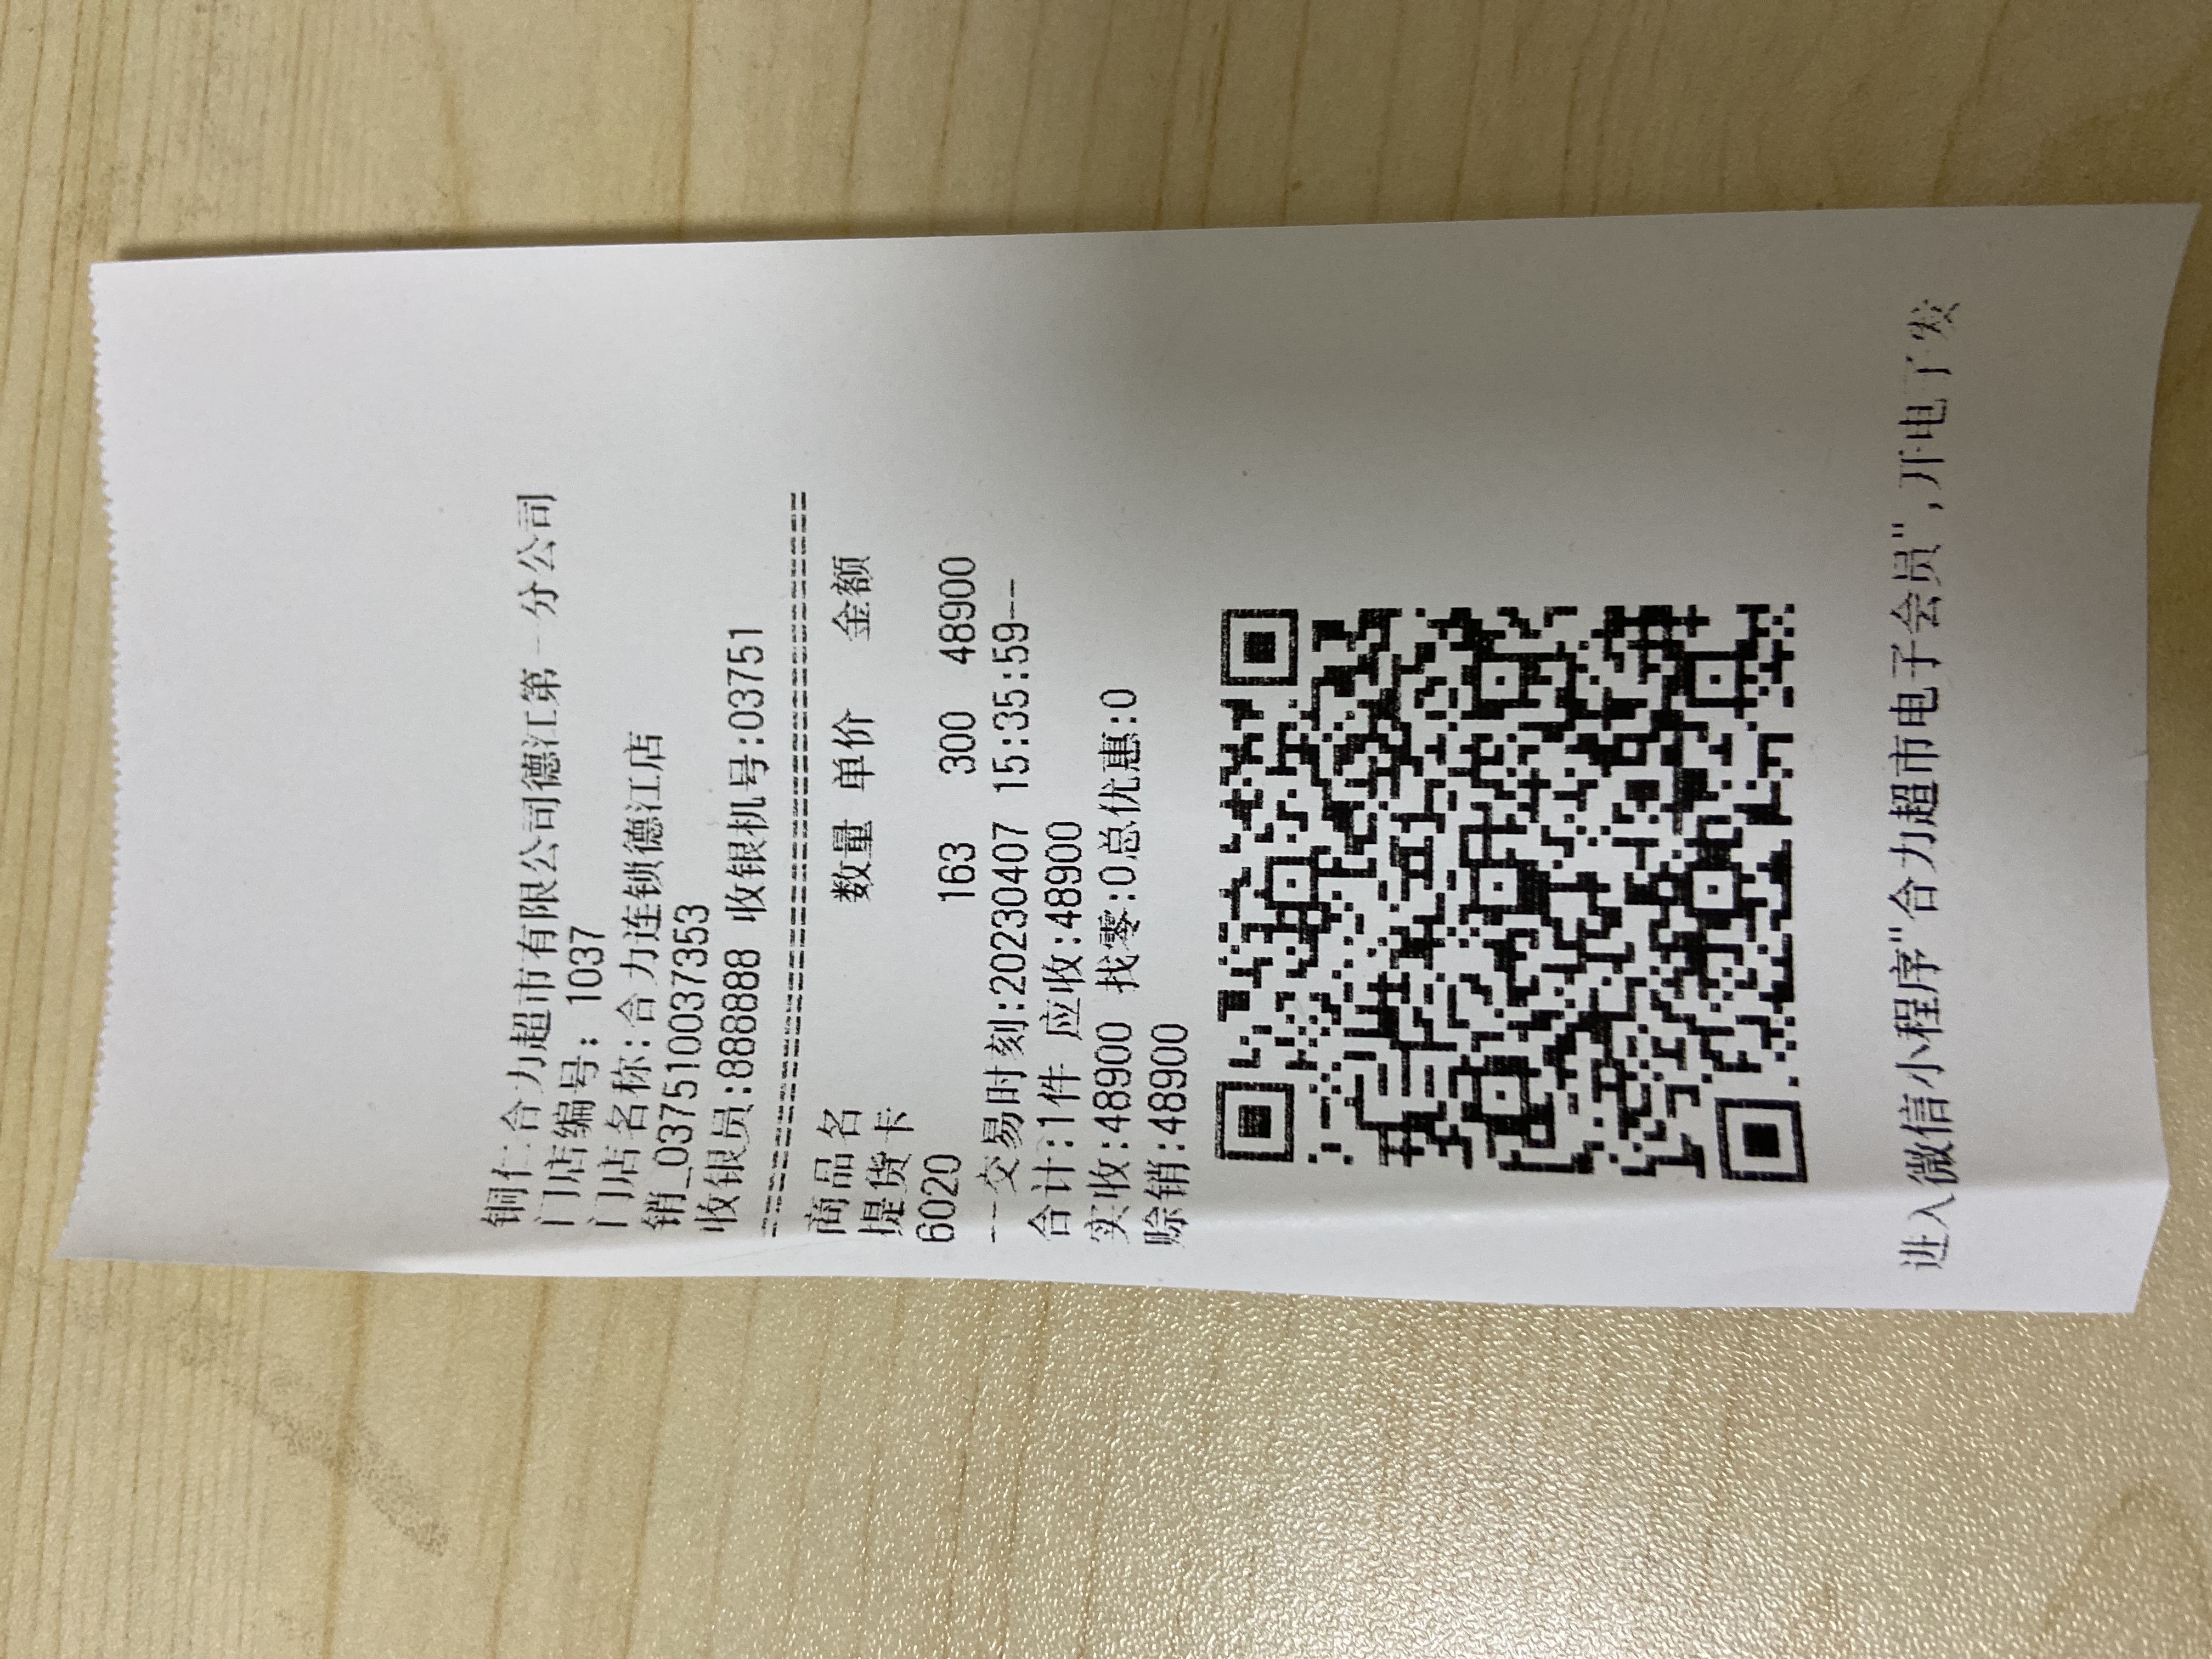 铜仁合力超市有限公司德江第一分公司
门店编号: 1037
门店名称:合力连锁德江店
销_03751003​7353
收银员:888888 收银机号:03751
================================
商品名 数量 单价 金额
提货卡
6020 163 300 48900
--交易时刻:20230407 15:35:59--
合计:1件 应收:48900
实收:48900 找零:0总优惠:0
赊销:48900
进入微信小程序"合力超市电子会员",开电子发